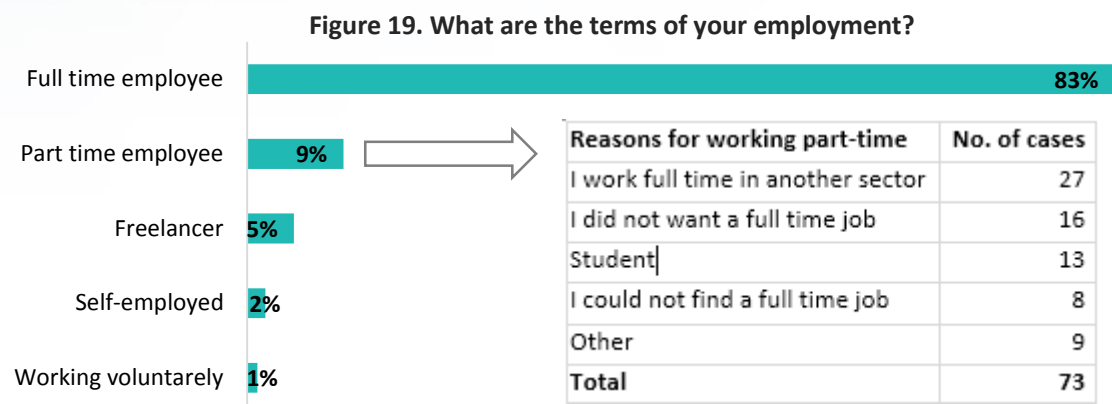 Figure 19. What are the terms of your employment?
Full time employee 83%
Part time employee 9%
Freelancer 5%
Self-employed 2%
Working voluntarely 1%
Reasons for working part-time No. of cases
I work full time in another sector 27
I did not want a full time job 16
Student 13
I could not find a full time job 8
Other 9
Total 73